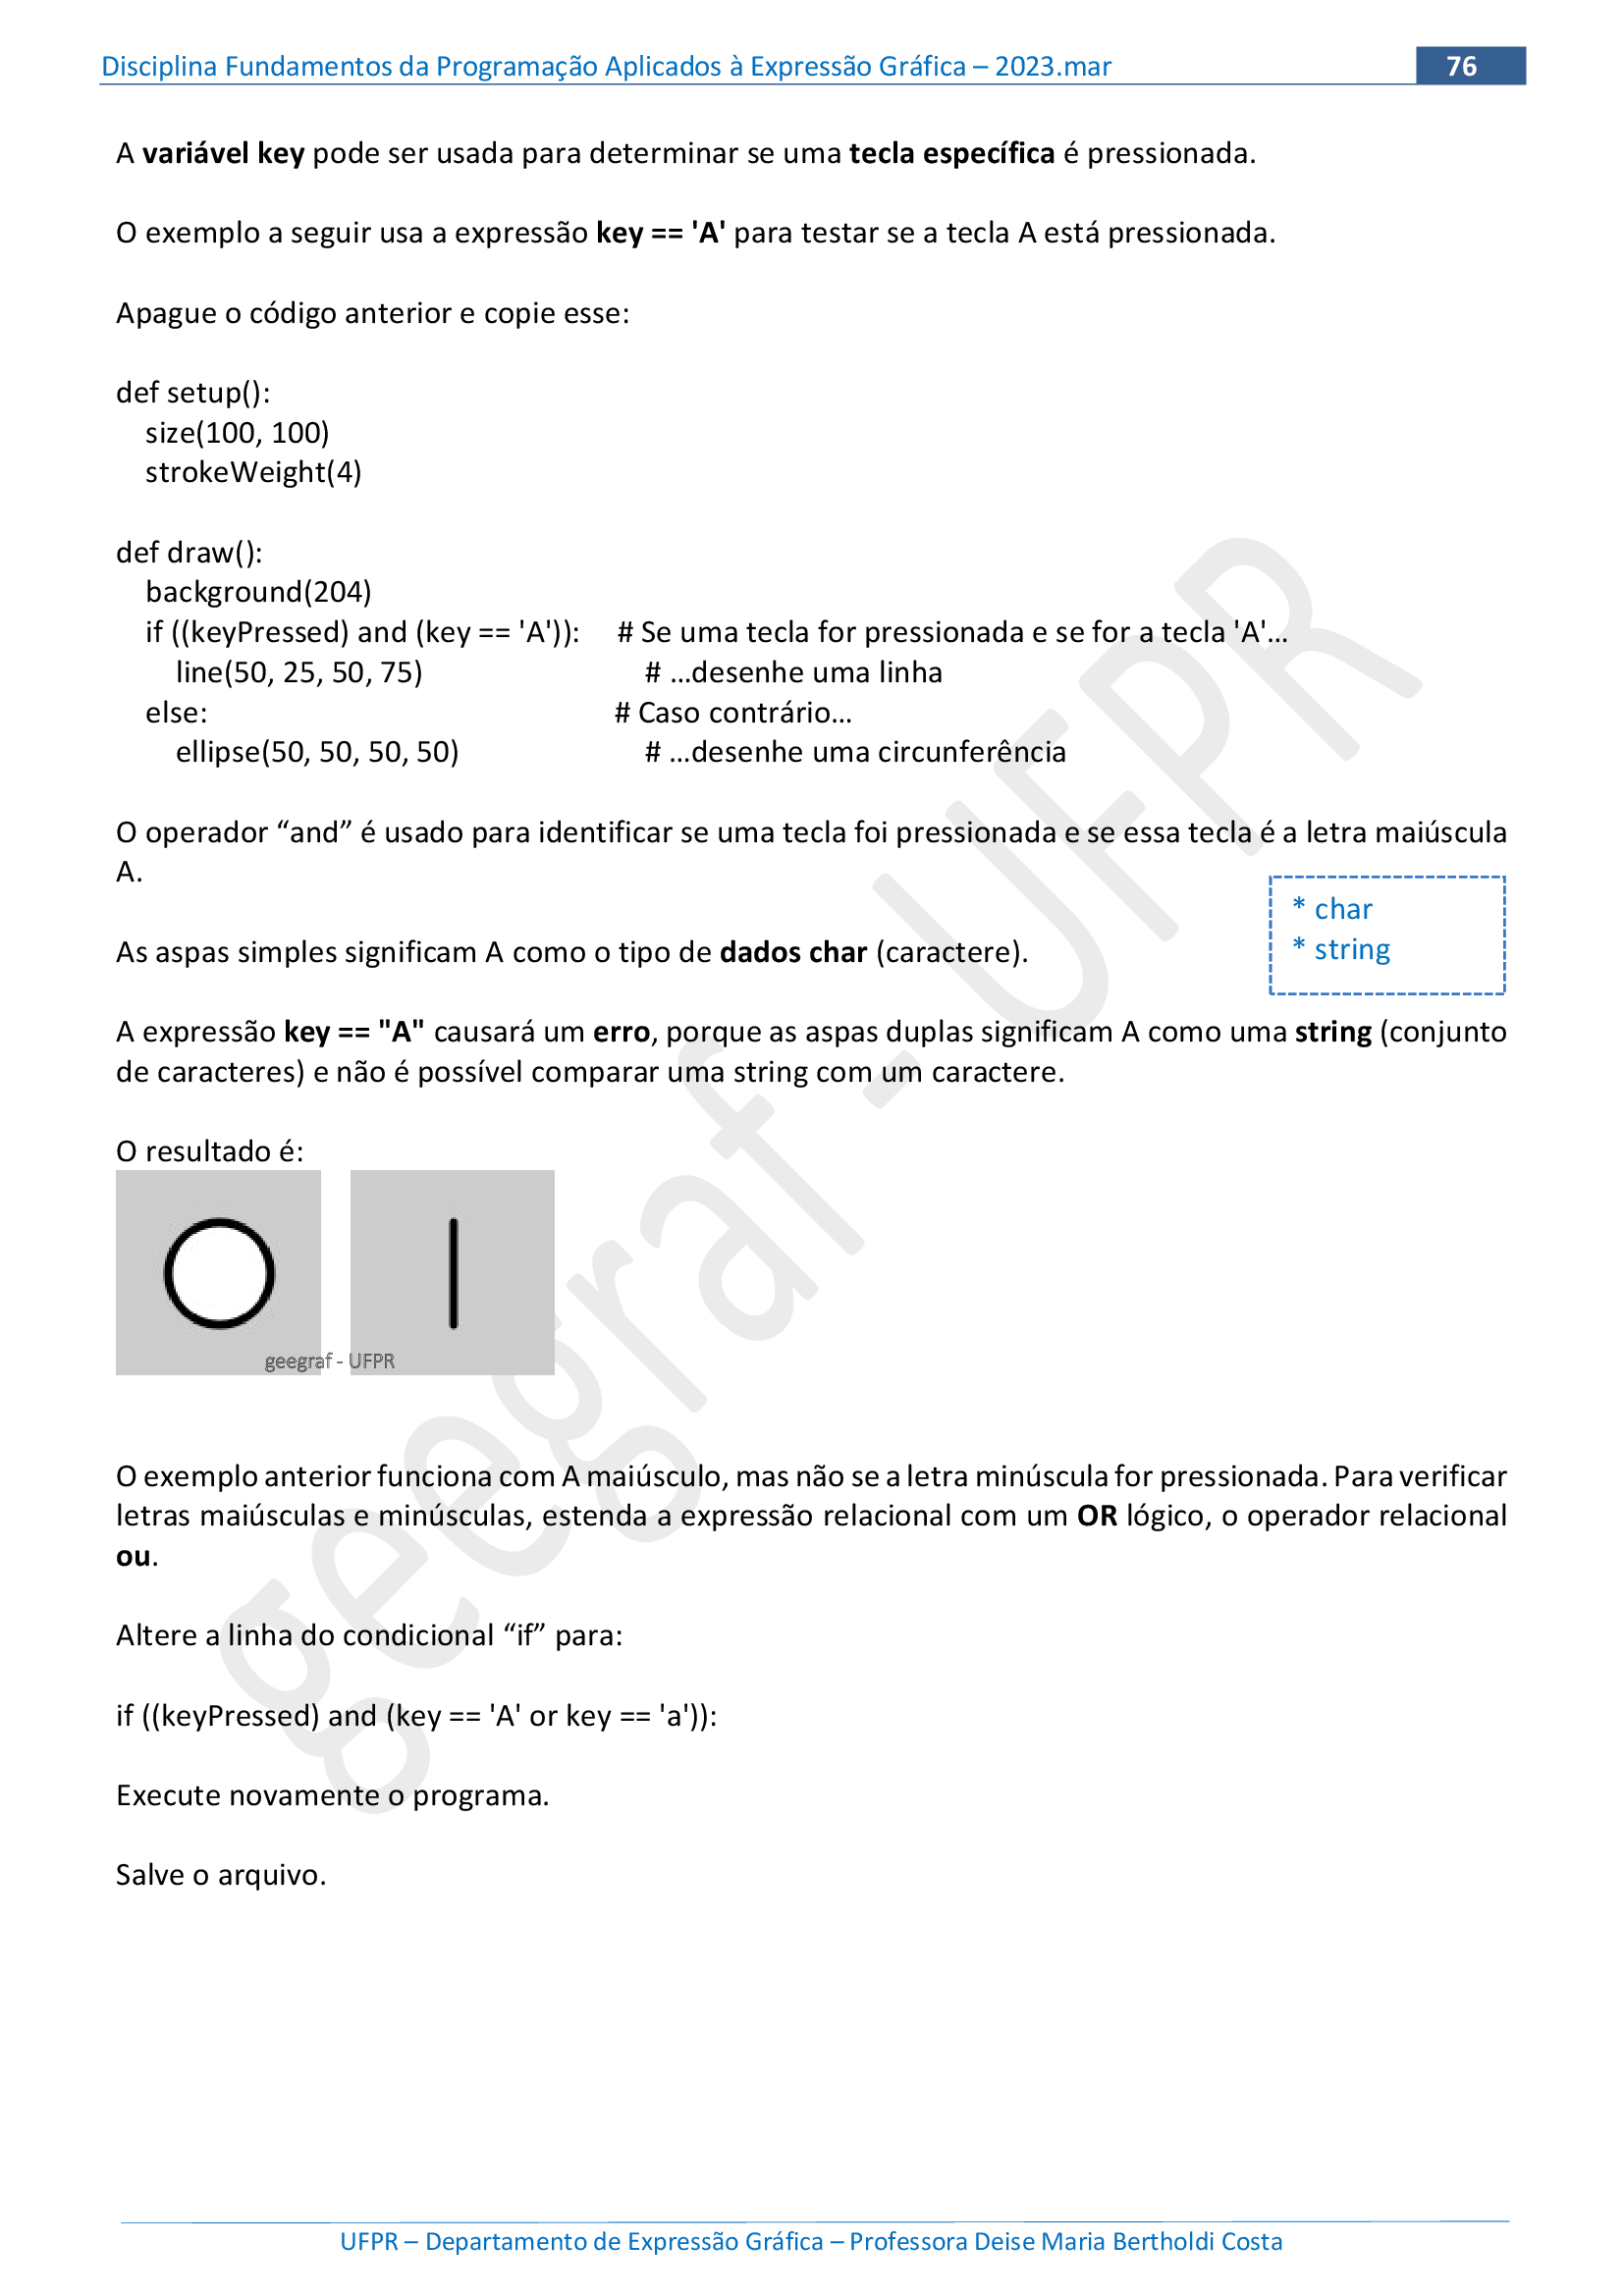 Disciplina Fundamentos da Programação Aplicados à Expressão Gráfica – 2023.mar 76
A variável key pode ser usada para determinar se uma tecla específica é pressionada.
O exemplo a seguir usa a expressão key == 'A' para testar se a tecla A está pressionada.
Apague o código anterior e copie esse:
def setup():
size(100, 100)
strokeWeight(4)
def draw():
background(204)
if ((keyPressed) and (key == 'A')): # Se uma tecla for pressionada e se for a tecla 'A'...
line(50, 25, 50, 75) # ...desenhe uma linha
else: # Caso contrário...
ellipse(50, 50, 50, 50) # ...desenhe uma circunferência
O operador “and” é usado para identificar se uma tecla foi pressionada e se essa tecla é a letra maiúscula
A.
* char
* string
As aspas simples significam A como o tipo de dados char (caractere).
A expressão key == "A" causará um erro, porque as aspas duplas significam A como uma string (conjunto
de caracteres) e não é possível comparar uma string com um caractere.
O resultado é:
geegraf - UFPR
O exemplo anterior funciona com A maiúsculo, mas não se a letra minúscula for pressionada. Para verificar
letras maiúsculas e minúsculas, estenda a expressão relacional com um OR lógico, o operador relacional
ou.
Altere a linha do condicional “if” para:
if ((keyPressed) and (key == 'A' or key == 'a')):
Execute novamente o programa.
Salve o arquivo.
geegraf - UFPR
UFPR – Departamento de Expressão Gráfica – Professora Deise Maria Bertholdi Costa